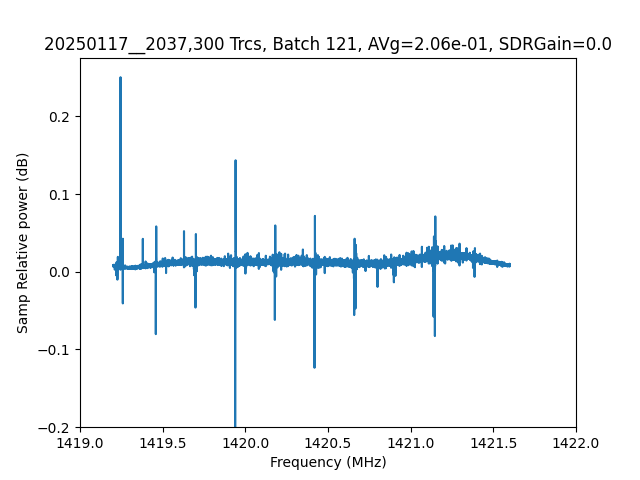 20250117__2037,300 Trcs, Batch 121, AVg=2.06e-01, SDRGain=0.0
Samp Relative power (dB)
0.2
0.1
0.0
−0.1
−0.2
1419.0 1419.5 1420.0 1420.5 1421.0 1421.5 1422.0
Frequency (MHz)